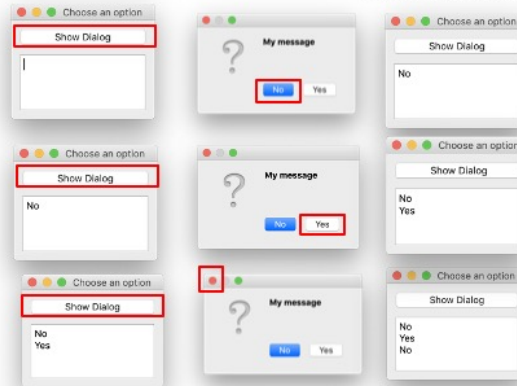 Choose an option
Show Dialog
My message
No Yes
Choose an option
Show Dialog
No
Choose an option
Show Dialog
No
My message
No Yes
Choose an option
Show Dialog
No
Yes
Choose an option
Show Dialog
No
Yes
My message
No Yes
Choose an option
Show Dialog
No
Yes
No